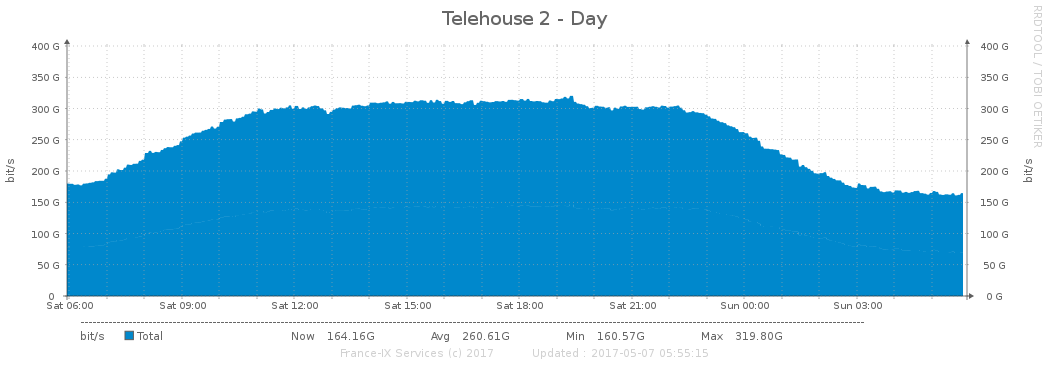 Telehouse 2 - Day
RRDTOOL / TOBI OETIKER
400 G 400 G
350 G 350 G
300 G 300 G
250 G 250 G
200 G 200 G
150 G 150 G
100 G 100 G
50 G 50 G
0 0 G
bit/s bit/s
Sat 06:00 Sat 09:00 Sat 12:00 Sat 15:00 Sat 18:00 Sat 21:00 Sun 00:00 Sun 03:00
bit/s Total Now 164.16G Avg 260.61G Min 160.57G Max 319.80G
France-IX Services (c) 2017 Updated : 2017-05-07 05:55:15